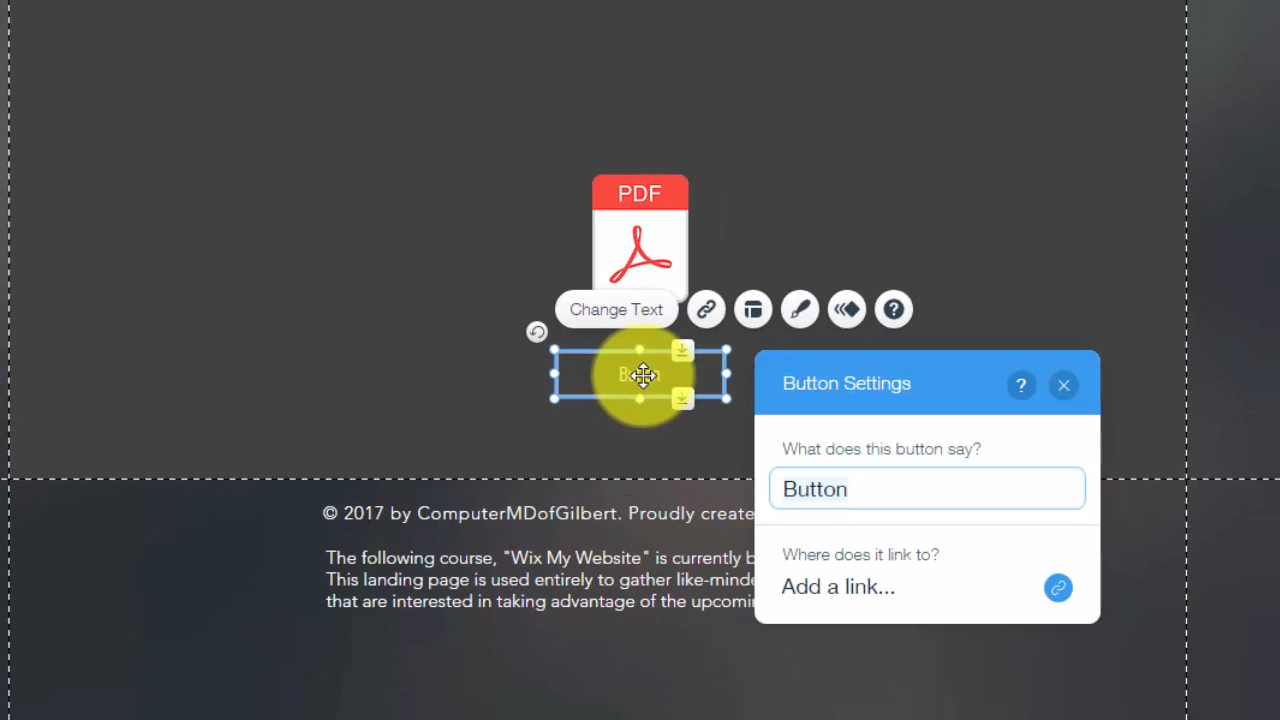 PDF
Change Text
Button Settings
?
What does this button say?
Button
Where does it link to?
Add a link...
© 2017 by ComputerMDofGilbert. Proudly create
The following course, "Wix My Website" is currently b
This landing page is used entirely to gather like-minde
that are interested in taking advantage of the upcomin